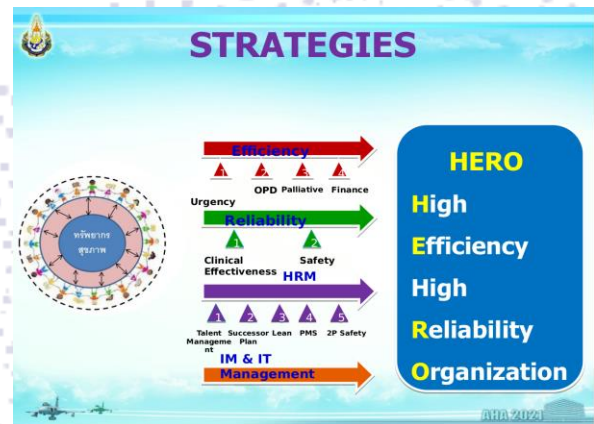 STRATEGIES
ทรัพยากร
สุขภาพ
Efficiency
1 2 3 4
OPD Palliative Finance
Urgency
Reliability
1 2
Clinical Effectiveness
Safety
HRM
1 2 3 4 5
Talent Manageme nt
Successor Plan
Lean
PMS
2P Safety
IM & IT
Management
HERO
High
Efficiency
High
Reliability
Organization
AHA 2021